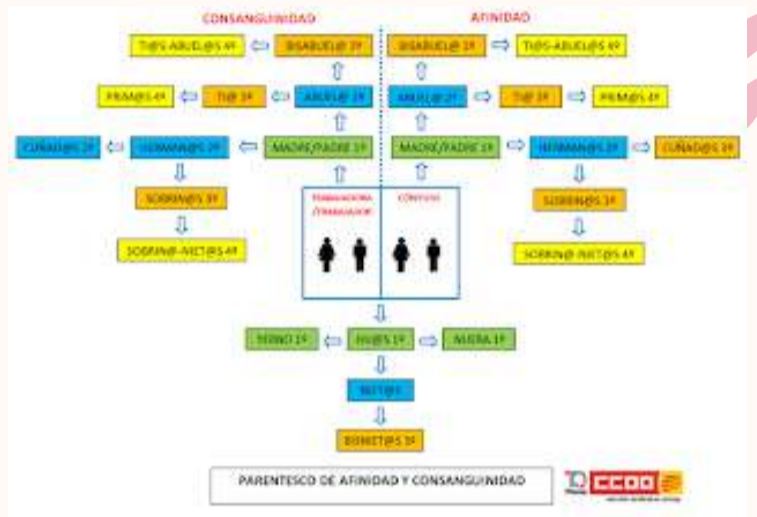 CONSANGUINIDAD
AFINIDAD
TI@S-ABUEL@S 4º
BISABUEL@ 3º
BISABUEL@ 3º
TI@S-ABUEL@S 4º
PRIM@S 4º
TI@ 3º
ABUEL@ 2º
ABUEL@ 2º
TI@ 3º
PRIM@S 4º
CUÑAD@S 2º
HERMAN@S 2º
MADRE/PADRE 1º
MADRE/PADRE 1º
HERMAN@S 2º
CUÑAD@S
SOBRIN@S 3º
TRABAJADORA
/TRABAJADOR
CÓNYUGE
SOBRIN@S 3º
SOBRIN@-NIET@S 4º
SOBRIN@-NIET@S 4º
YERNO 1º
HIJ@S 1º
NUERA 1º
NIET@S
BISNIET@S 3º
PARENTESCO DE AFINIDAD Y CONSANGUINIDAD
CCOO